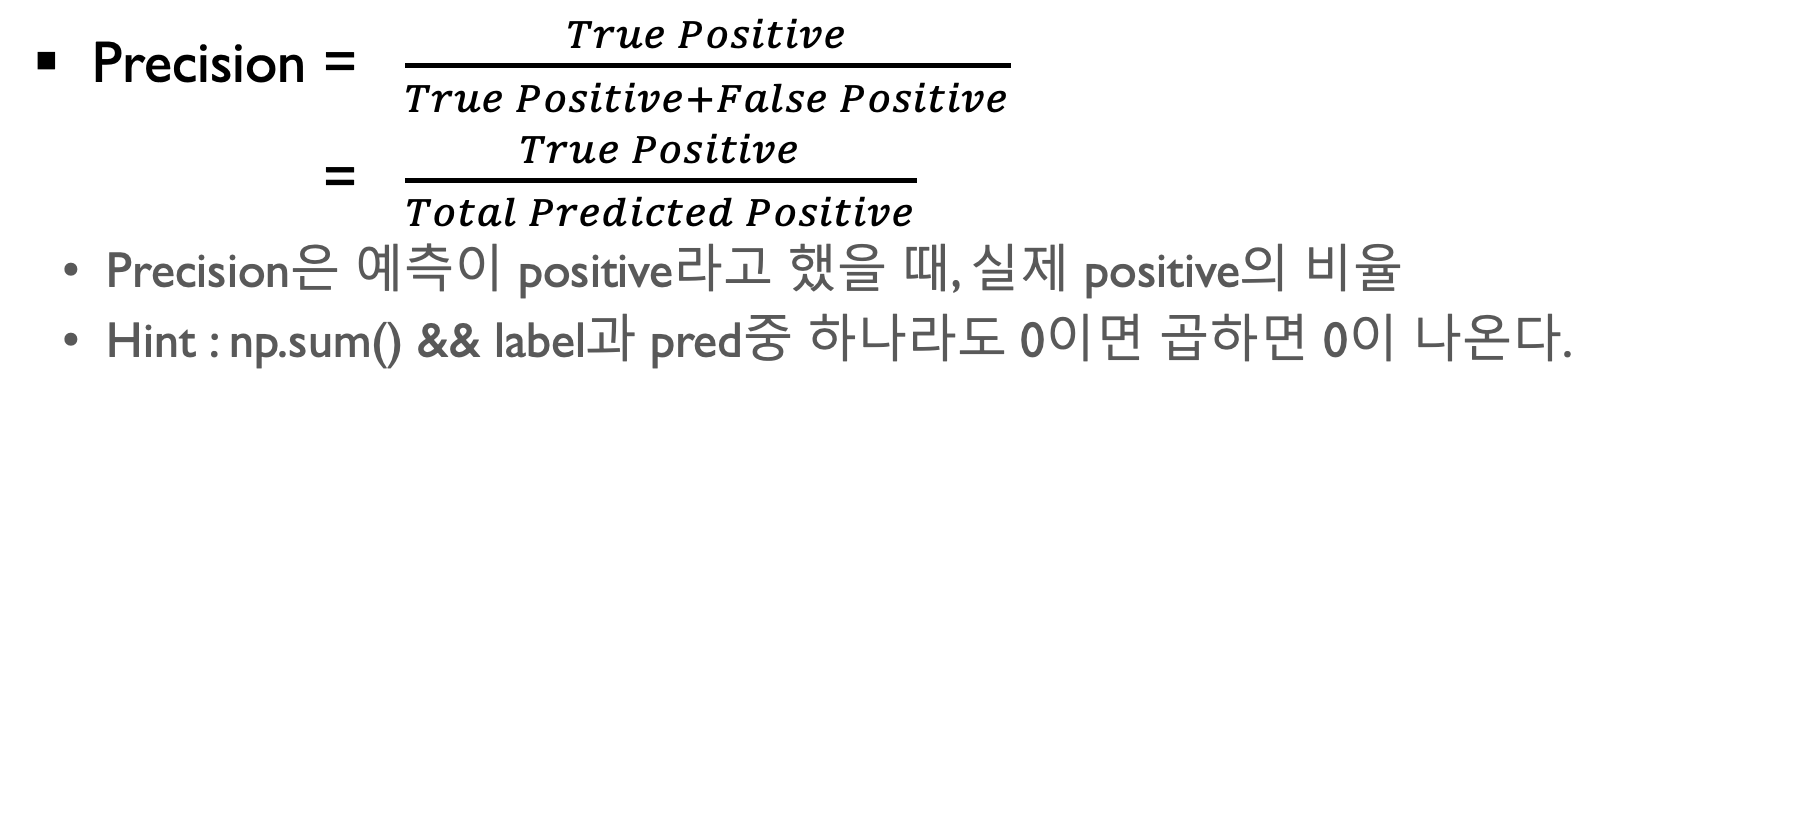 ▪ Precision = True Positive / True Positive+False Positive
= True Positive / Total Predicted Positive
• Precision은 예측이 positive라고 했을 때, 실제 positive의 비율
• Hint : np.sum() && label과 pred중 하나라도 0이면 곱하면 0이 나온다.